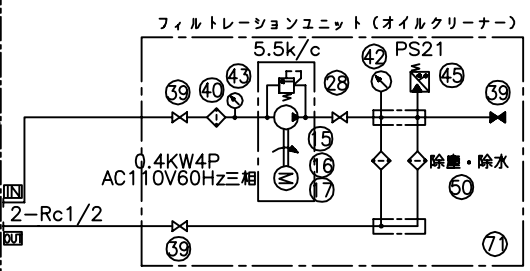 フィルトレーションユニット(オイルクリーナー)
5.5k/c
42
PS21
39
40
43
28
45
39
15
0.4KW4P
16
AC110V60Hz三相
M
17
除塵・除水
50
IN
2-Rc1/2
OUT
39
71